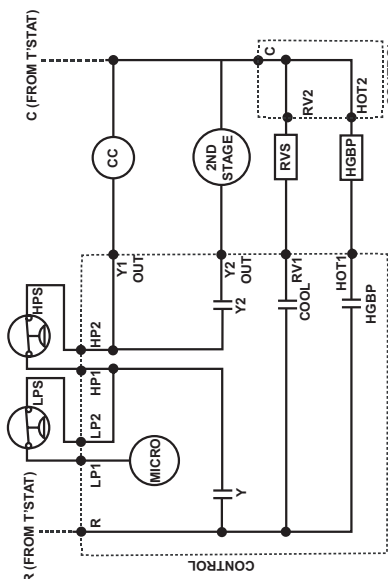 C (FROM T'STAT)
C
CC
2ND
STAGE
RVS
HGBP
RV2
HOT2
HPS
LPS
Y1
OUT
Y2
OUT
RV1
COOL
HOT1
HGBP
HP2
HP1
LP2
LP1
Y2
MICRO
Y
R
R (FROM T'STAT)
CONTROL